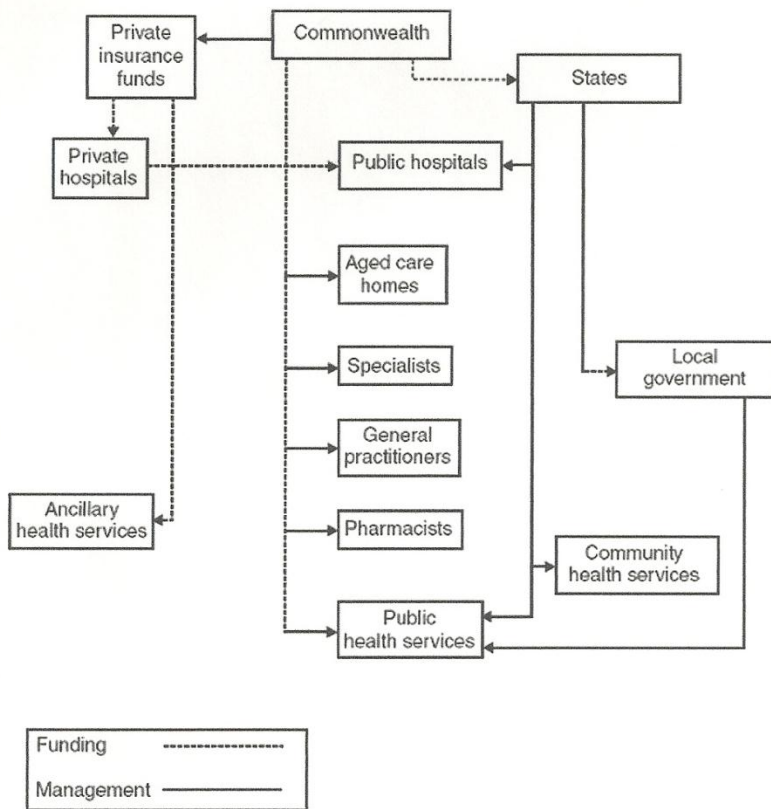 Private
insurance
funds
Commonwealth
States
Private
hospitals
Public hospitals
Aged care
homes
Specialists
Local
government
General
practitioners
Ancillary
health services
Pharmacists
Community
health services
Public
health services
Funding
Management